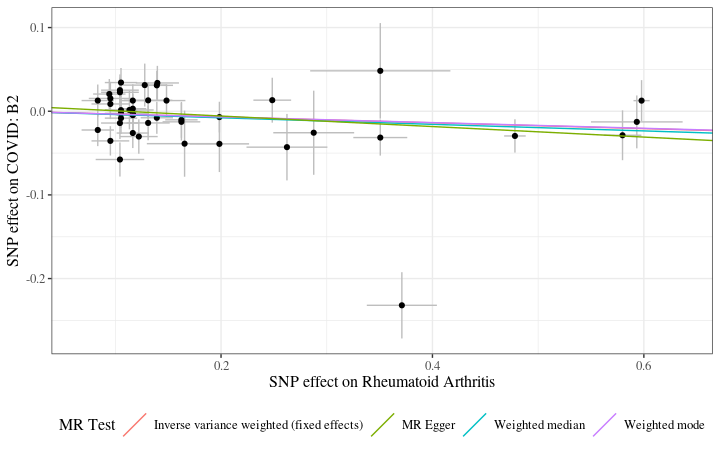 0.1
0.0
-0.1
-0.2
SNP effect on COVID: B2
0.2 0.4 0.6
SNP effect on Rheumatoid Arthritis
MR Test Inverse variance weighted (fixed effects) MR Egger Weighted median Weighted mode